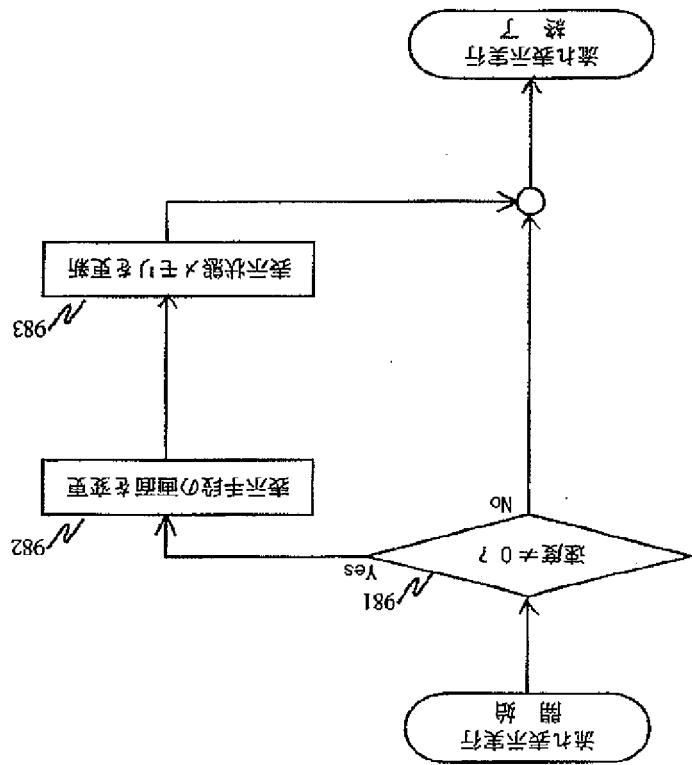 流れ表示実行
開　始
981
速度≠0？
Yes
No
982
表示手段の画面を変更
983
表示状態メモリを更新
流れ表示実行
終　了